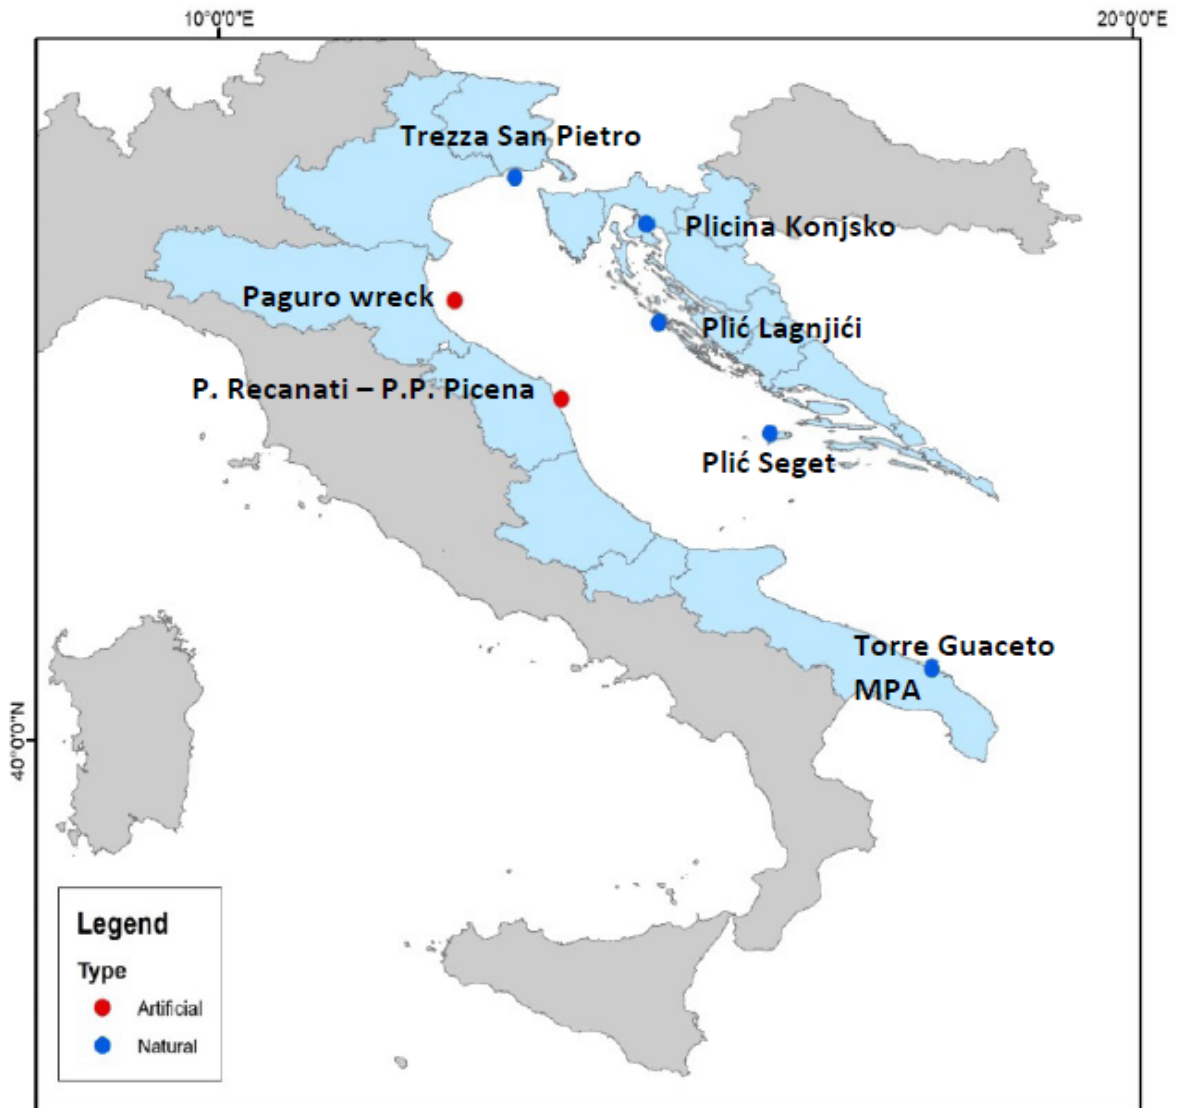 10°0'0"E
20°0'0"E
Trezza San Pietro
Plicina Konjsko
Paguro wreck
Plić Lagnjići
P. Recanati – P.P. Picena
Plić Seget
Torre Guaceto
MPA
40°0'0"N
Legend
Type
Artificial
Natural